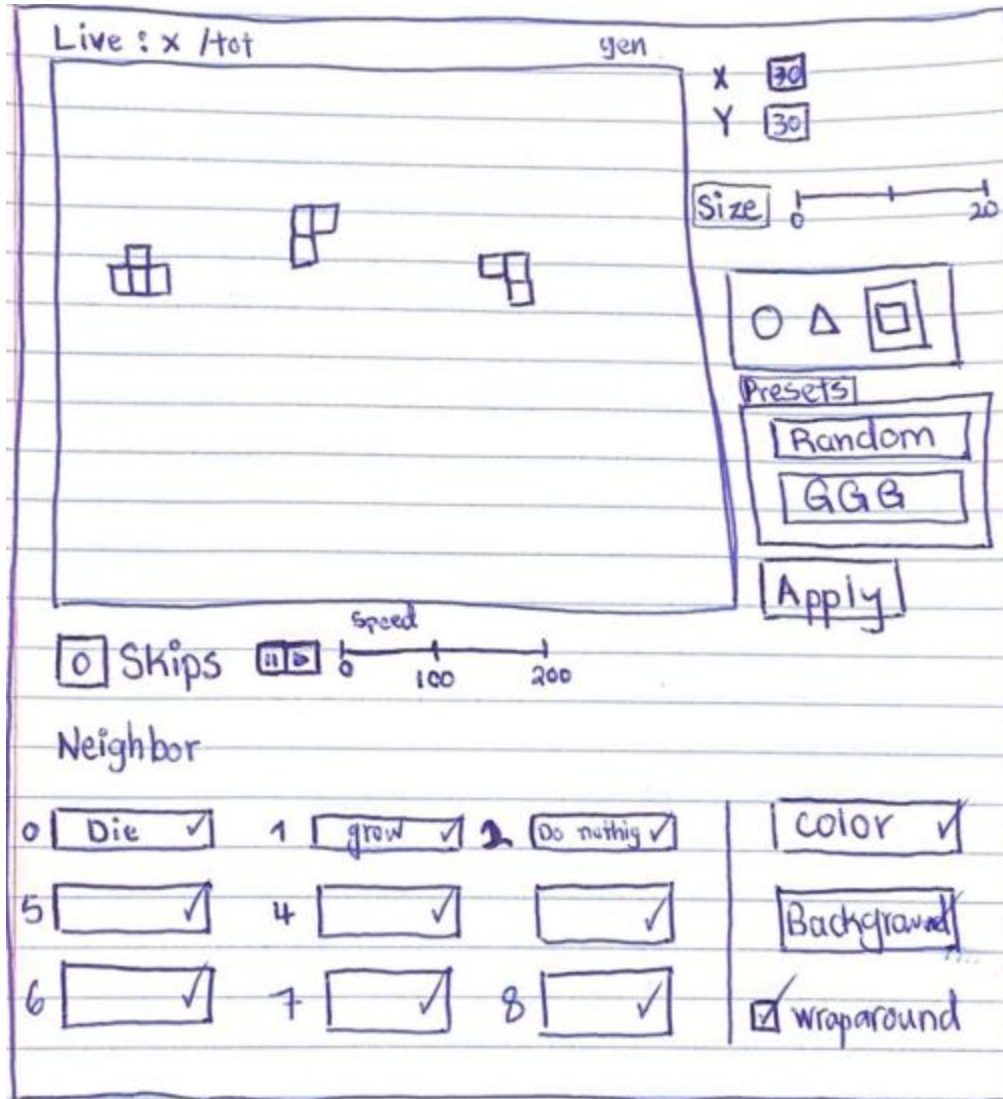 Live : x /tot yen
X 30
Y 30
Size 0 20
Presets
Random
GGG
Apply
Speed
0 Skips 0 100 200
Neighbor
0 Die 1 grow 2 Do nothig color
5 4 Background
6 7 8 wraparound